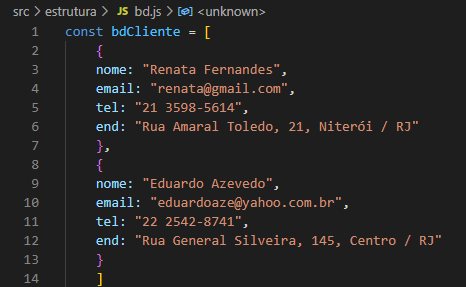 src > estrutura > JS bd.js > <unknown>
1 const bdCliente = [
2 {
3 nome: "Renata Fernandes",
4 email: "renata@gmail.com",
5 tel: "21 3598-5614",
6 end: "Rua Amaral Toledo, 21, Niterói / RJ"
7 },
8 {
9 nome: "Eduardo Azevedo",
10 email: "eduardoaze@yahoo.com.br",
11 tel: "22 2542-8741",
12 end: "Rua General Silveira, 145, Centro / RJ"
13 }
14 ]